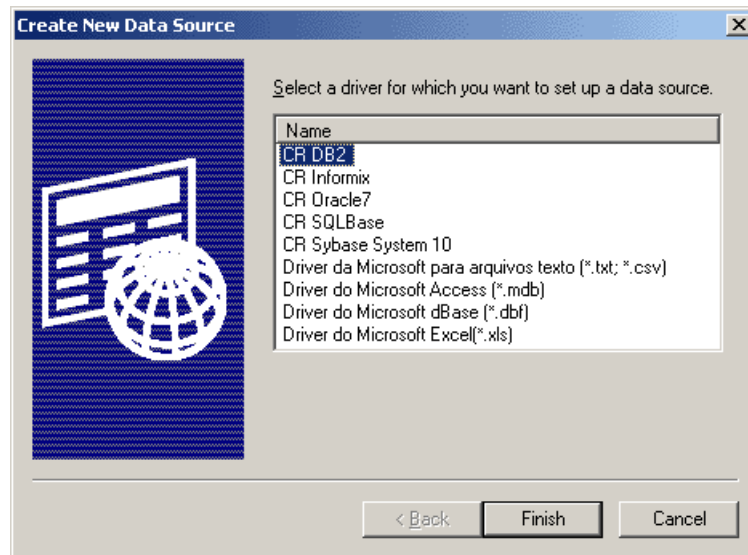 Create New Data Source
Select a driver for which you want to set up a data source.
Name
CR DB2
CR Informix
CR Oracle7
CR SQLBase
CR Sybase System 10
Driver da Microsoft para arquivos texto (*.txt; *.csv)
Driver do Microsoft Access (*.mdb)
Driver do Microsoft dBase (*.dbf)
Driver do Microsoft Excel(*.xls)
< Back
Finish
Cancel